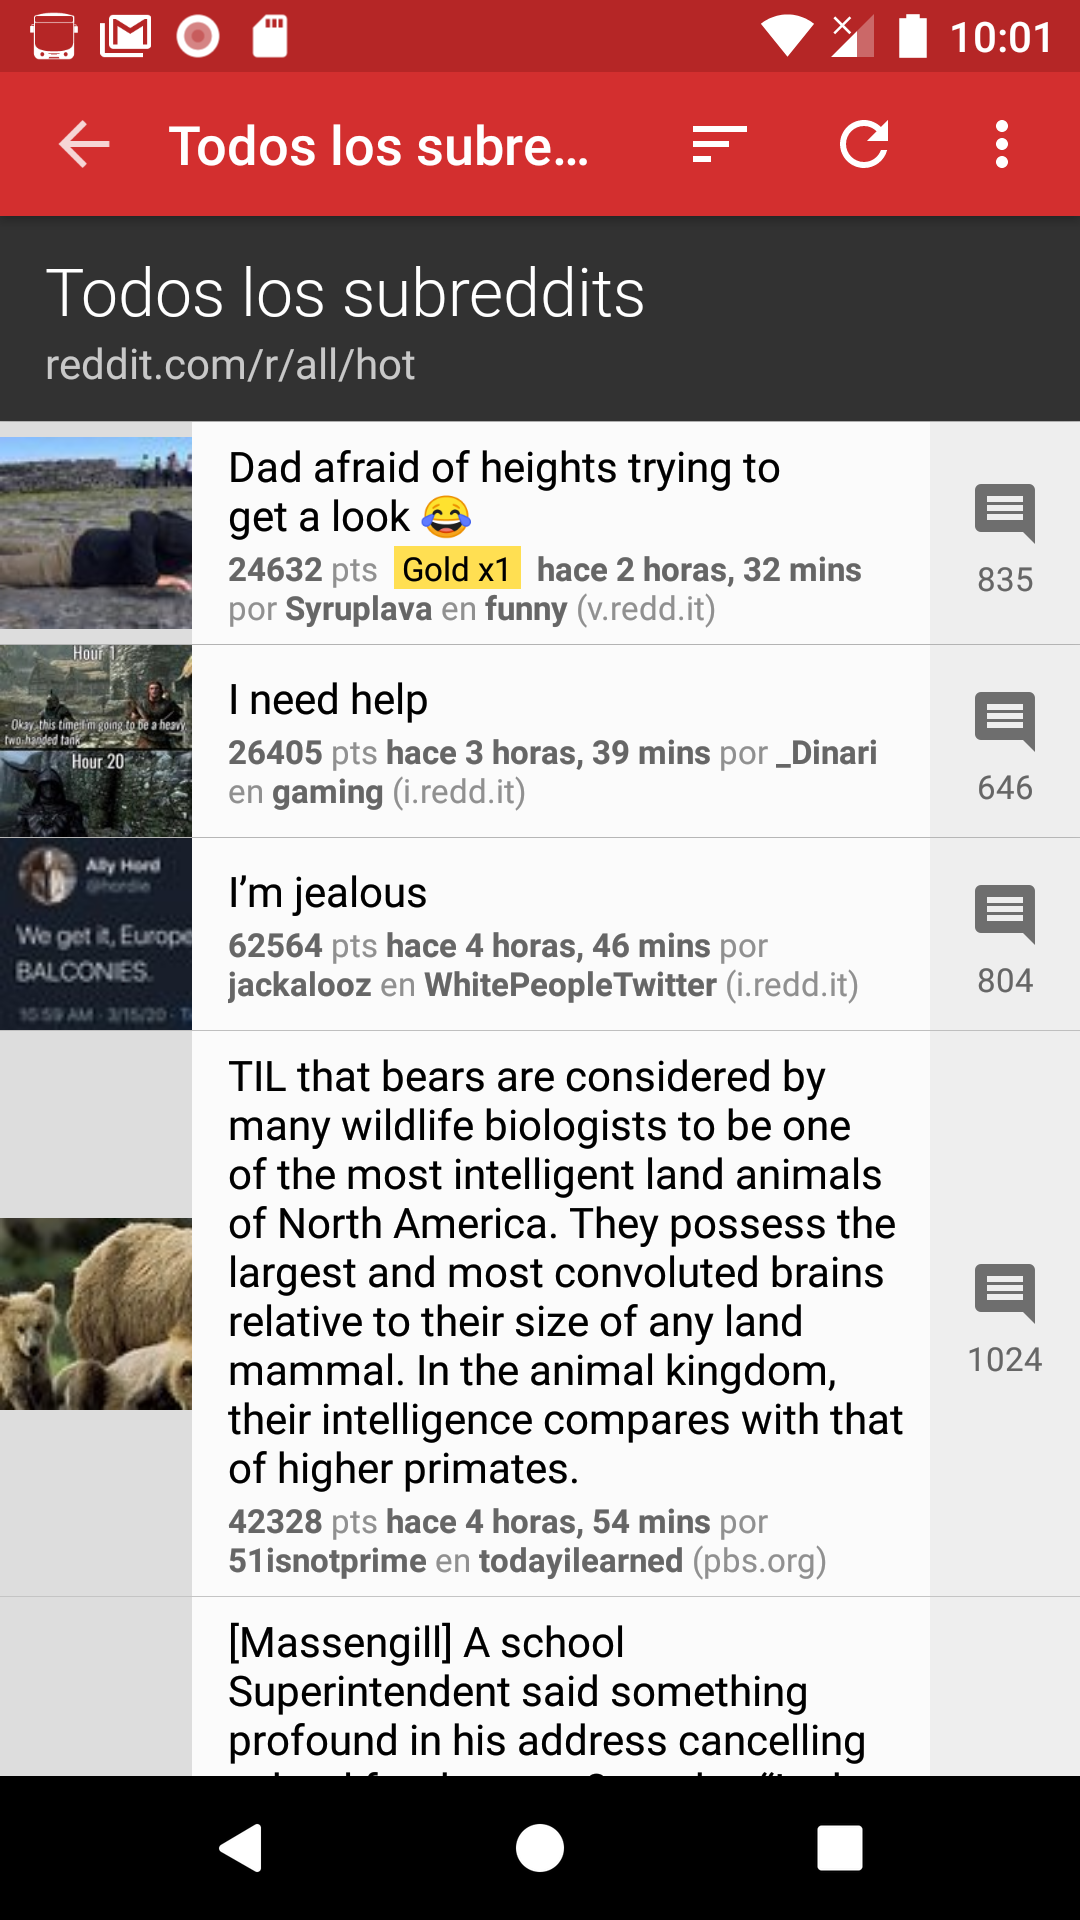 10:01
Todos los subre...
Todos los subreddits
reddit.com/r/all/hot
Dad afraid of heights trying to
get a look 😂
24632 pts Gold x1 hace 2 horas, 32 mins
por Syruplava en funny (v.redd.it)
835
Hour 1
- Okay, this time I'm going to be a heavy,
two-handed tank
Hour 20
I need help
26405 pts hace 3 horas, 39 mins por _Dinari
en gaming (i.redd.it)
646
Ally Hord
@hordie
We get it, Europe
BALCONIES.
10:59 AM · 3/15/20 · T
I’m jealous
62564 pts hace 4 horas, 46 mins por
jackalooz en WhitePeopleTwitter (i.redd.it)
804
TIL that bears are considered by
many wildlife biologists to be one
of the most intelligent land animals
of North America. They possess the
largest and most convoluted brains
relative to their size of any land
mammal. In the animal kingdom,
their intelligence compares with that
of higher primates.
42328 pts hace 4 horas, 54 mins por
51isnotprime en todayilearned (pbs.org)
1024
[Massengill] A school
Superintendent said something
profound in his address cancelling